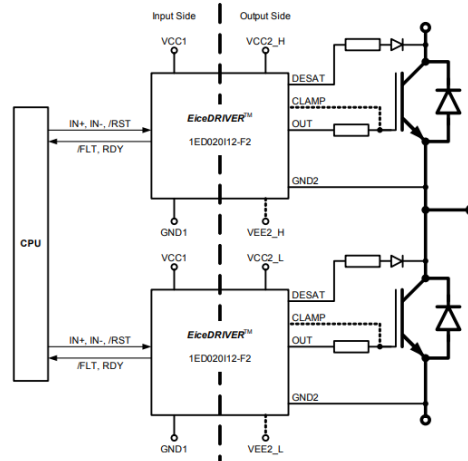 Input Side Output Side
VCC1 VCC2_H
DESAT
CLAMP
EiceDRIVER™
IN+, IN-, /RST OUT
1ED020I12-F2
/FLT, RDY
GND2
GND1 VEE2_H
CPU
VCC1 VCC2_L
DESAT
CLAMP
EiceDRIVER™
IN+, IN-, /RST OUT
1ED020I12-F2
/FLT, RDY
GND2
GND1 VEE2_L